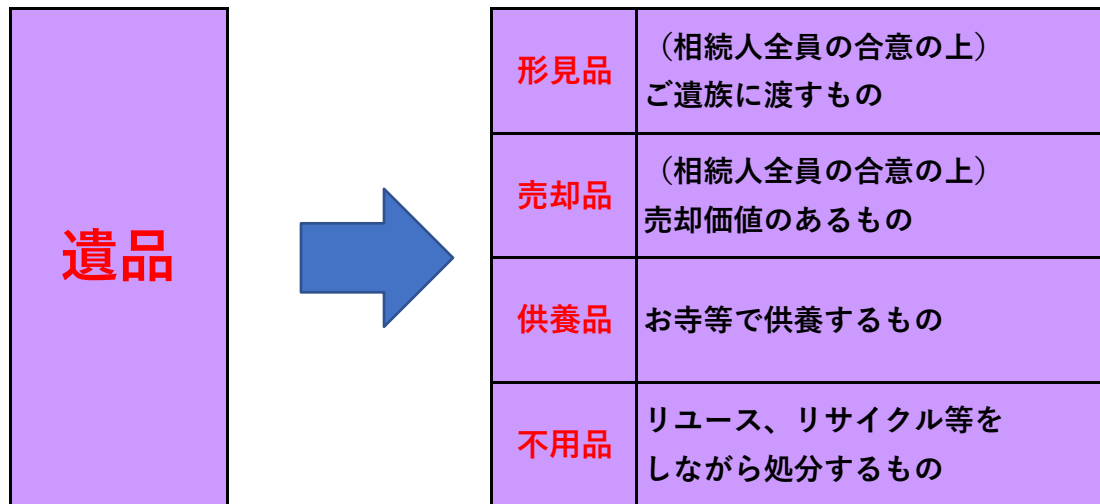 遺品
形見品
（相続人全員の合意の上）
ご遺族に渡すもの
売却品
（相続人全員の合意の上）
売却価値のあるもの
供養品
お寺等で供養するもの
不用品
リユース、リサイクル等を
しながら処分するもの